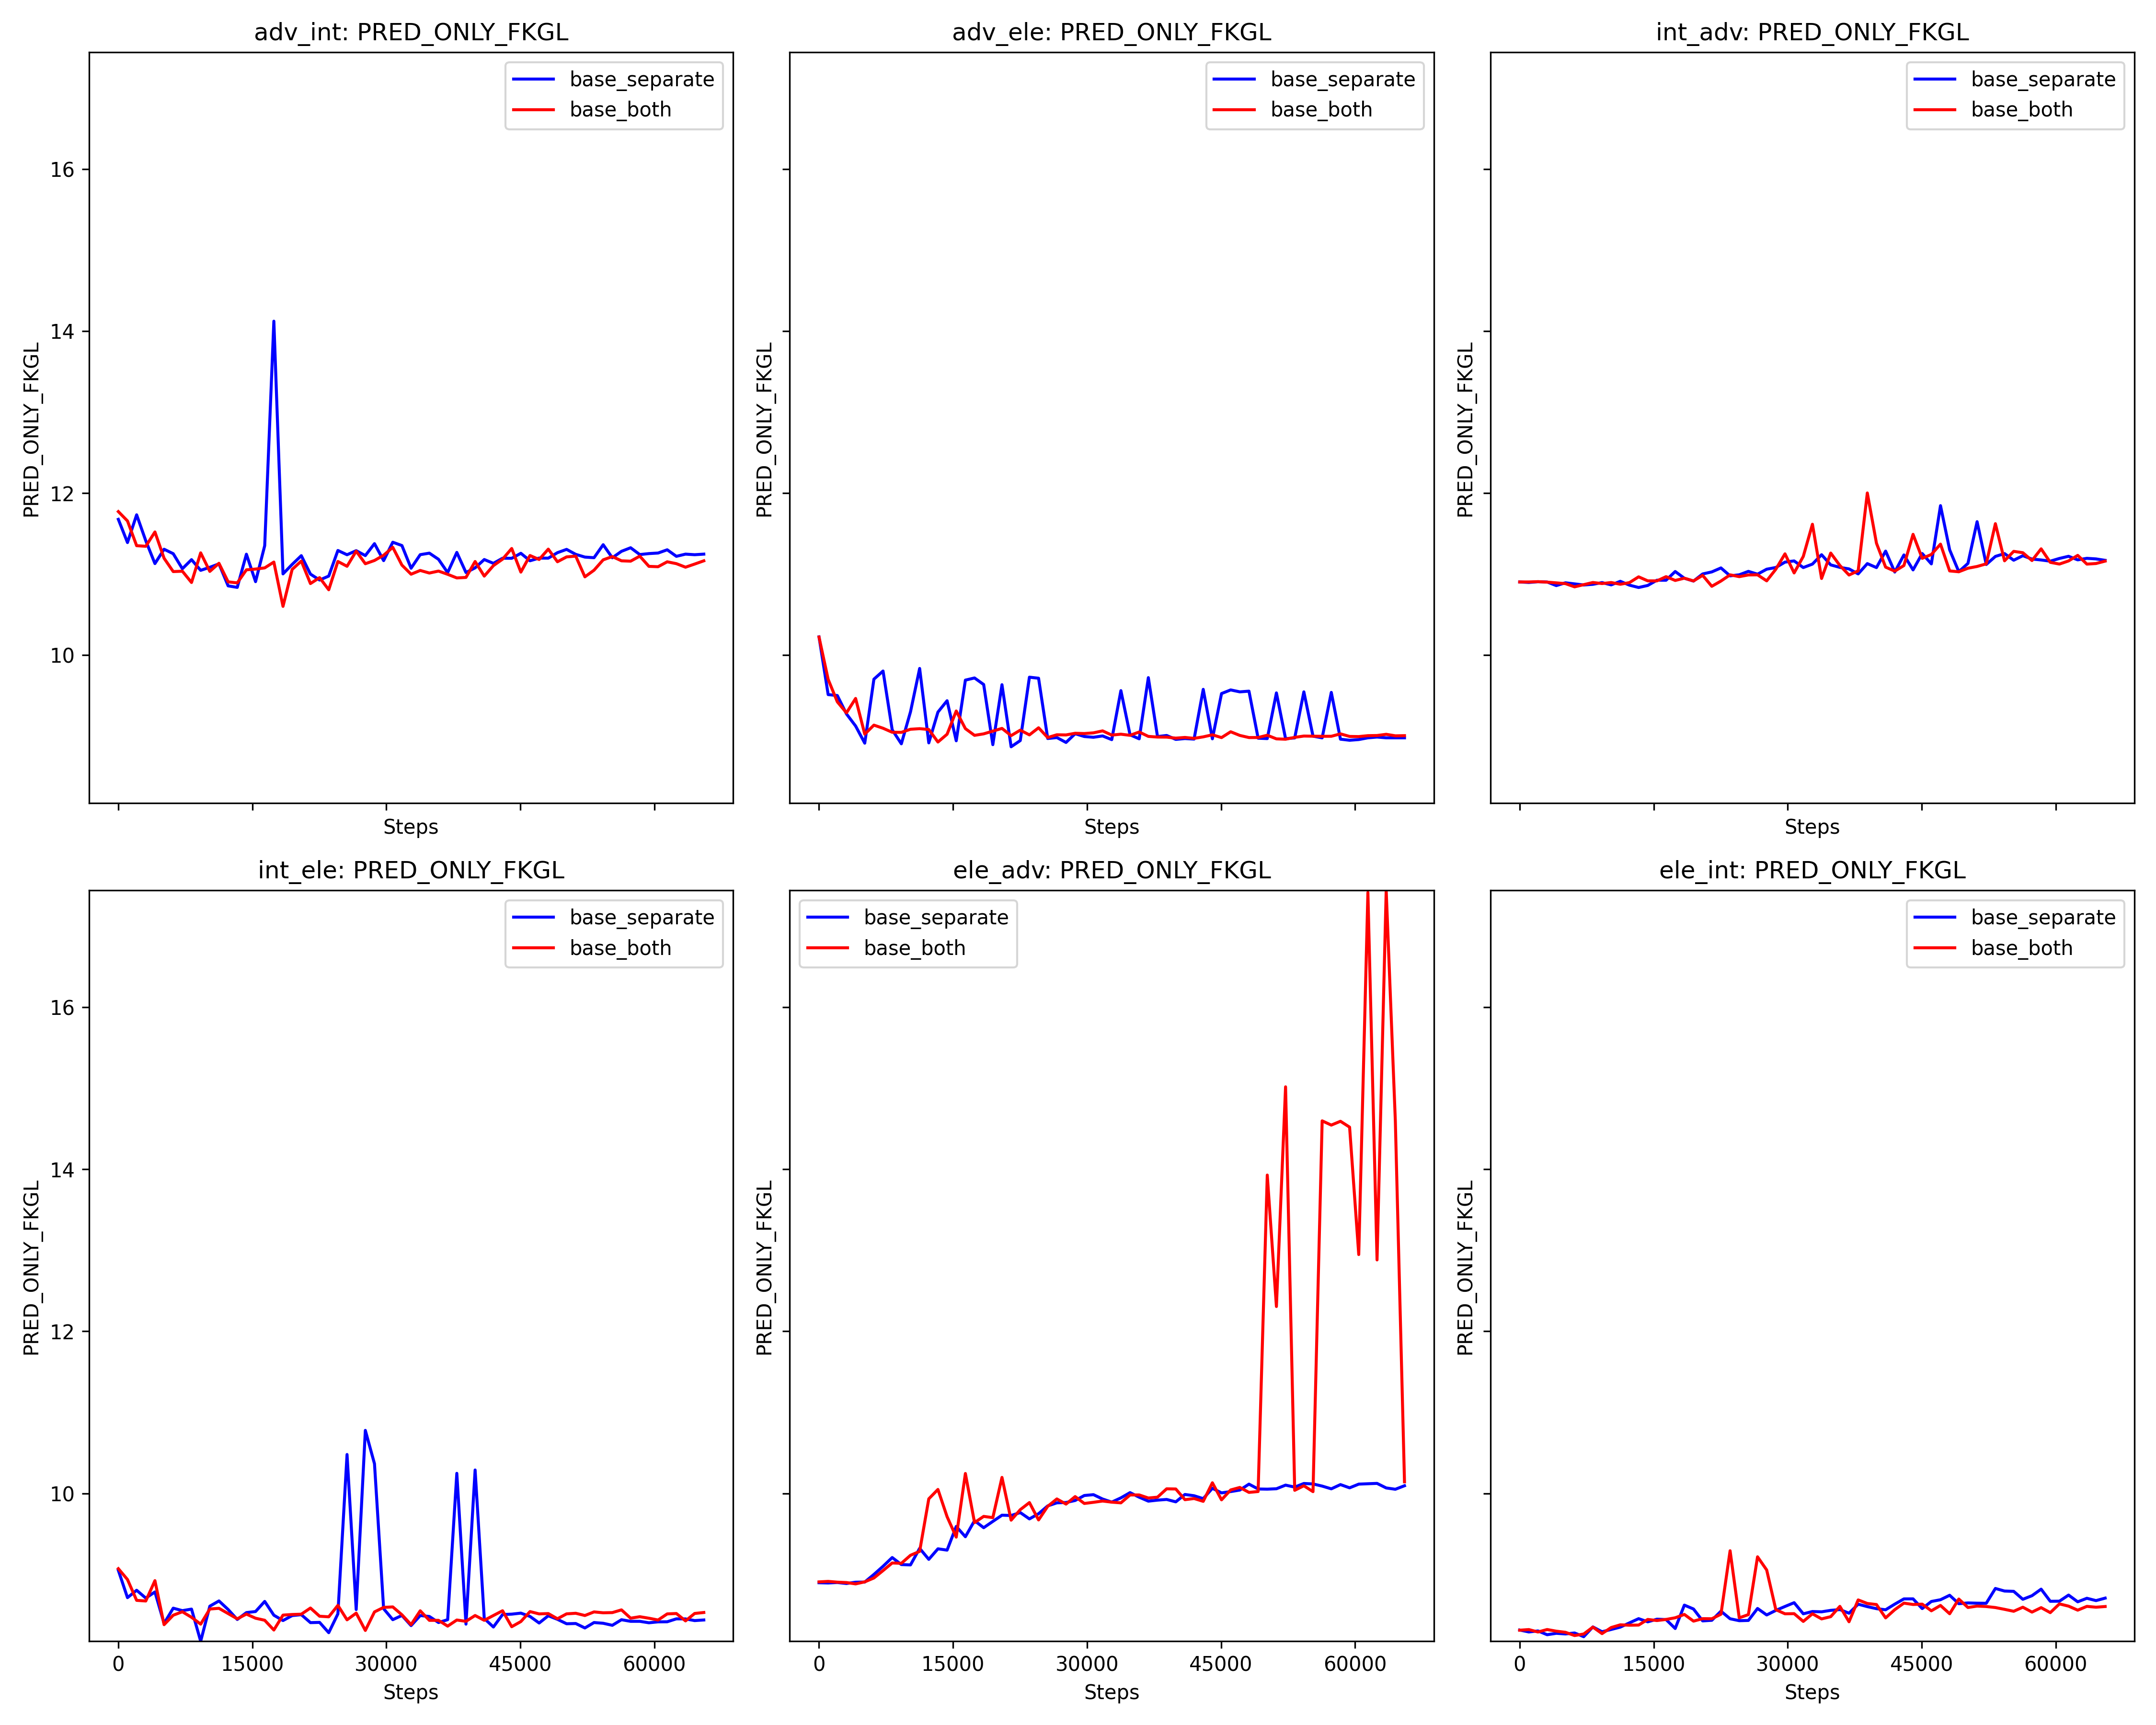 adv_int: PRED_ONLY_FKGL
base_separate
base_both
16
14
12
10
PRED_ONLY_FKGL
Steps
adv_ele: PRED_ONLY_FKGL
base_separate
base_both
PRED_ONLY_FKGL
Steps
int_adv: PRED_ONLY_FKGL
base_separate
base_both
PRED_ONLY_FKGL
Steps
int_ele: PRED_ONLY_FKGL
base_separate
base_both
16
14
12
10
PRED_ONLY_FKGL
0 15000 30000 45000 60000
Steps
ele_adv: PRED_ONLY_FKGL
base_separate
base_both
PRED_ONLY_FKGL
0 15000 30000 45000 60000
Steps
ele_int: PRED_ONLY_FKGL
base_separate
base_both
PRED_ONLY_FKGL
0 15000 30000 45000 60000
Steps